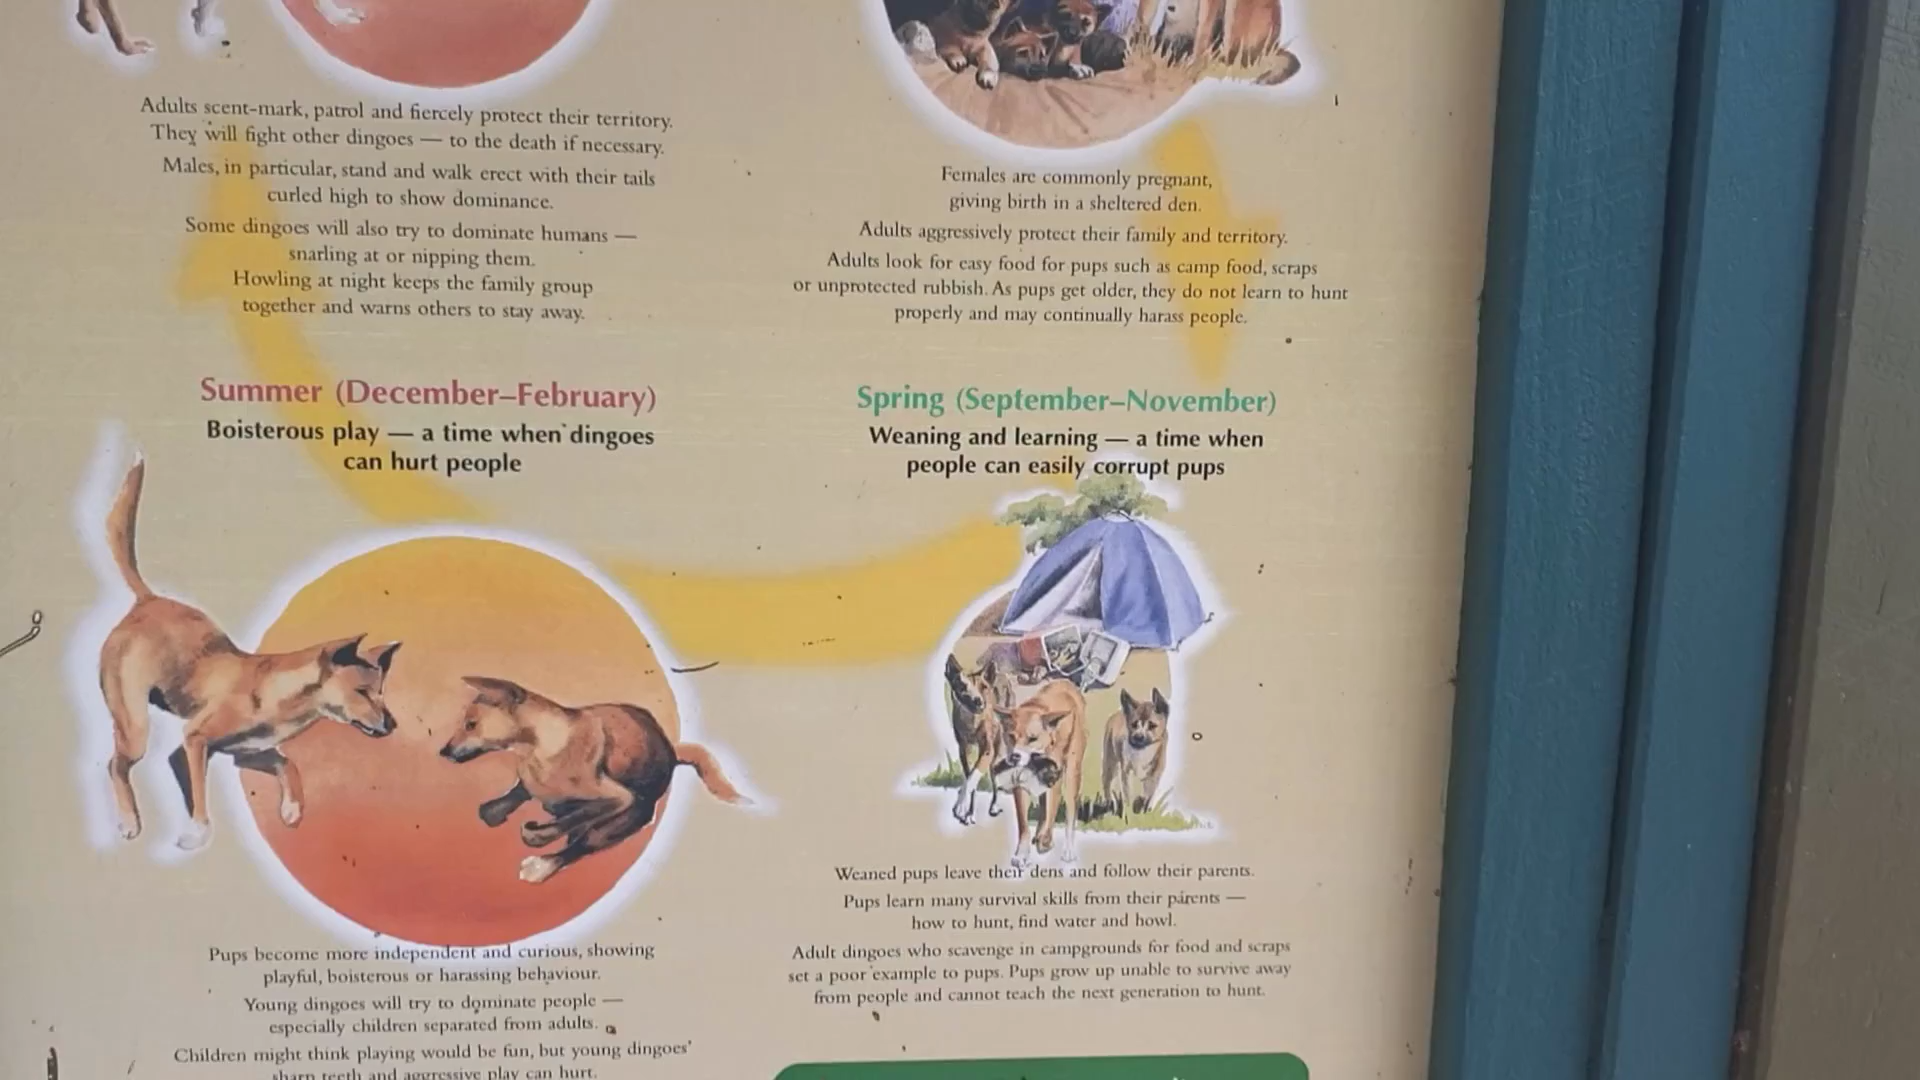 Adults scent-mark, patrol and fiercely protect their territory.
They will fight other dingoes — to the death if necessary.
Males, in particular, stand and walk erect with their tails
curled high to show dominance.
Some dingoes will also try to dominate humans —
snarling at or nipping them.
Howling at night keeps the family group
together and warns others to stay away.
Females are commonly pregnant,
giving birth in a sheltered den.
Adults aggressively protect their family and territory.
Adults look for easy food for pups such as camp food, scraps
or unprotected rubbish. As pups get older, they do not learn to hunt
properly and may continually harass people.
Summer (December–February)
Boisterous play — a time when dingoes
can hurt people
Spring (September–November)
Weaning and learning — a time when
people can easily corrupt pups
Pups become more independent and curious, showing
playful, boisterous or harassing behaviour.
Young dingoes will try to dominate people —
especially children separated from adults.
Children might think playing would be fun, but young dingoes'
sharp teeth and aggressive play can hurt.
Weaned pups leave their dens and follow their parents.
Pups learn many survival skills from their parents —
how to hunt, find water and howl.
Adult dingoes who scavenge in campgrounds for food and scraps
set a poor example to pups. Pups grow up unable to survive away
from people and cannot teach the next generation to hunt.